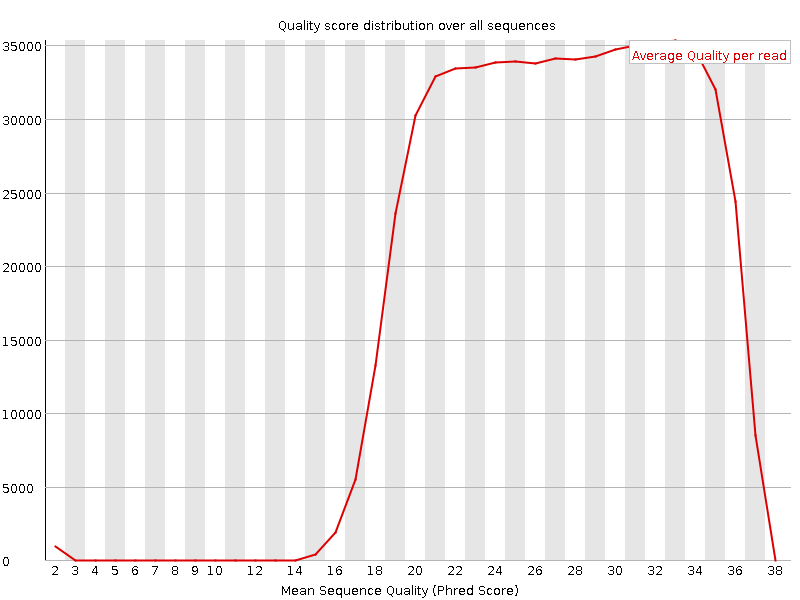 Quality score distribution over all sequences
35000
Average Quality per read
30000
25000
20000
15000
10000
5000
0
2 3 4 5 6 7 8 9 10 12 14 16 18 20 22 24 26 28 30 32 34 36 38
Mean Sequence Quality (Phred Score)